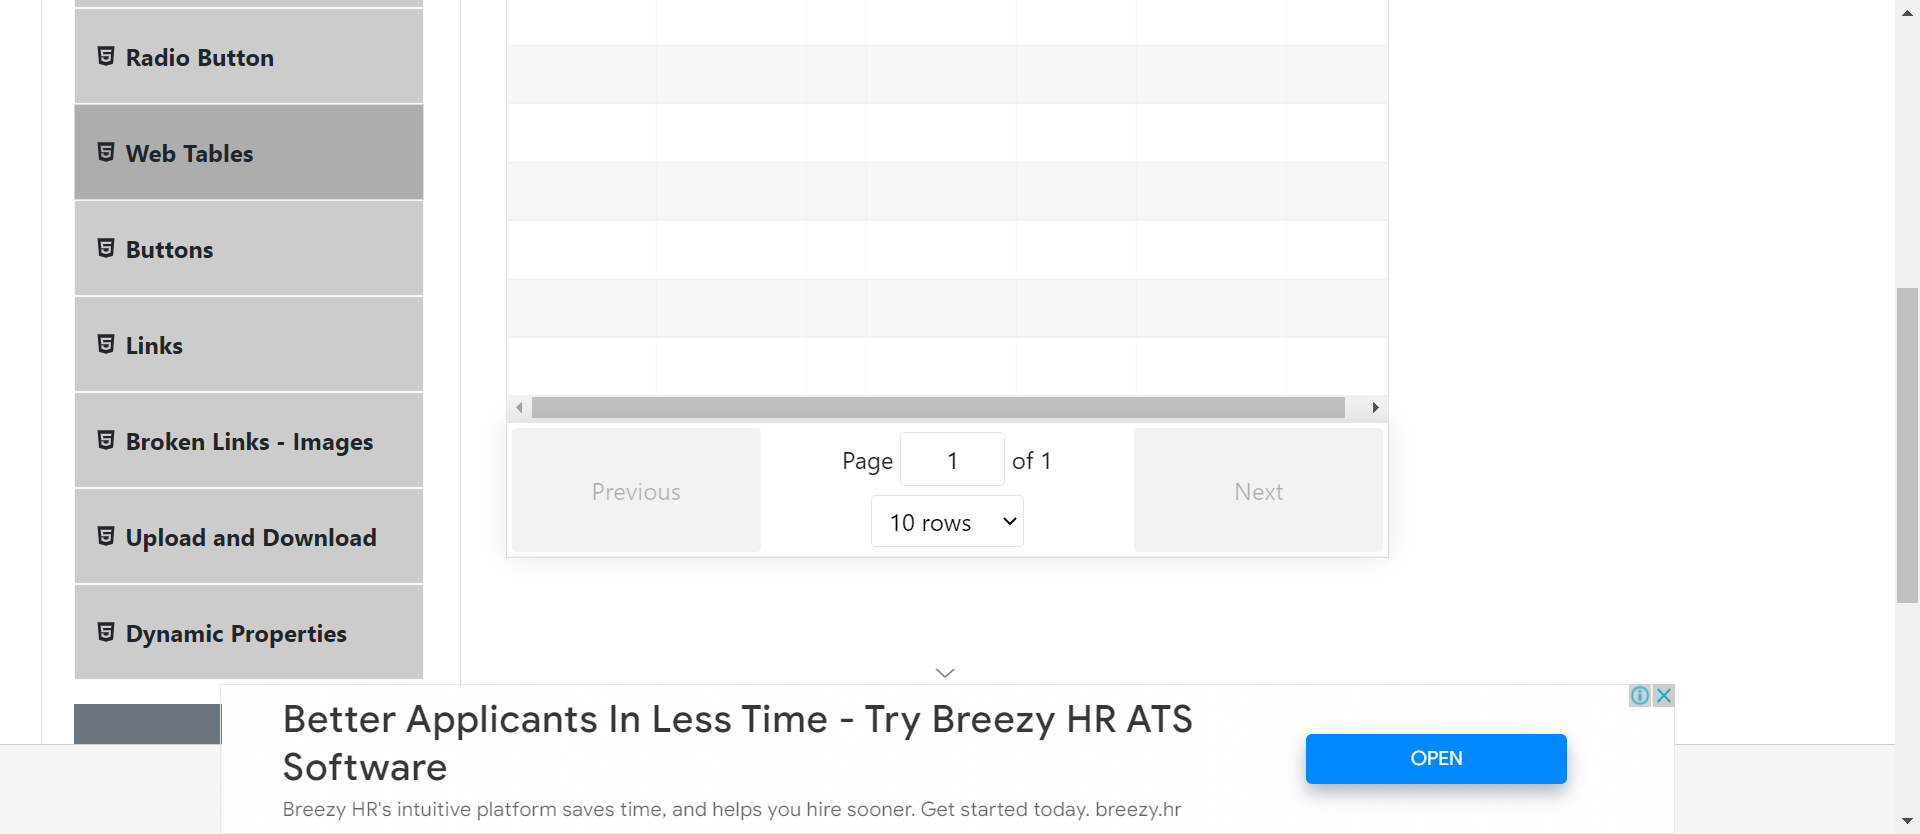 Radio Button
Web Tables
Buttons
Links
Broken Links - Images
Upload and Download
Dynamic Properties
Previous
Page 1 of 1
10 rows
Next
Better Applicants In Less Time - Try Breezy HR ATS
Software
Breezy HR's intuitive platform saves time, and helps you hire sooner. Get started today. breezy.hr
OPEN